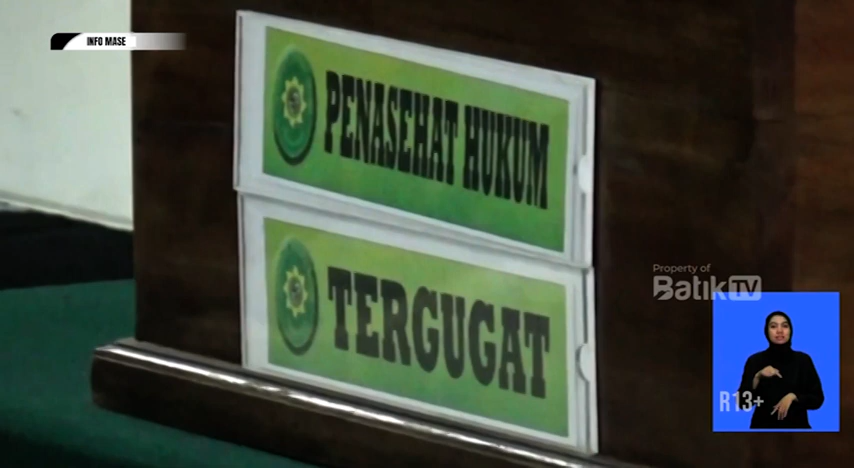 INFO MASE
PENASEHAT HUKUM
TERGUGAT
Property of
BatikTV
R13+